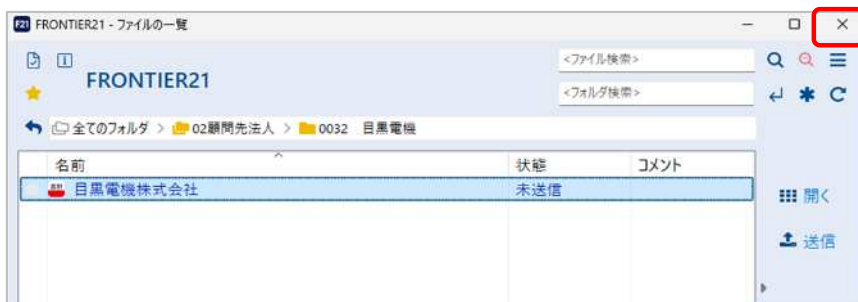 F21 FRONTIER21 - ファイルの一覧
<ファイル検索>
FRONTIER21
<フォルダ検索>
全てのフォルダ > 02顧問先法人 > 0032 目黒電機
名前 状態 コメント
目黒電機株式会社 未送信
開く
送信